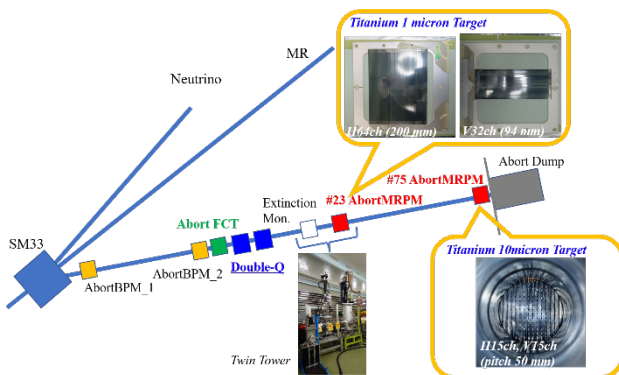 Titanium 1 micron Target
MR
Neutrino
H64ch (200 mm)
V32ch (94 mm)
Abort Dump
#75 AbortMRPM
#23 AbortMRPM
Extinction
Mon.
Abort FCT
SM33
AbortBPM_1
AbortBPM_2
Double-Q
Titanium 10micron Target
H15ch, V15ch
(pitch 50 mm)
Twin Tower